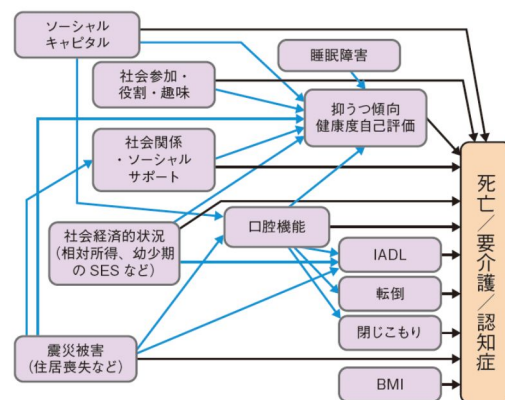 ソーシャル
キャピタル
睡眠障害
社会参加・
役割・趣味
抑うつ傾向
健康度自己評価
社会関係
・ソーシャル
サポート
死亡／要介護／認知症
口腔機能
社会経済的状況
(相対所得、幼少期
の SES など)
IADL
転倒
閉じこもり
震災被害
(住居喪失など)
BMI